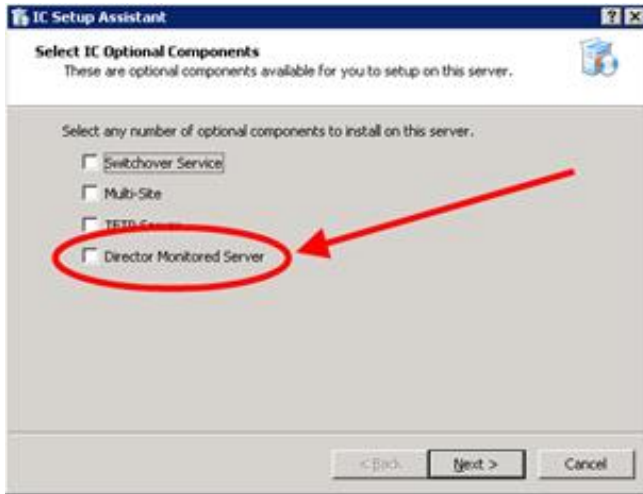 IC Setup Assistant
Select IC Optional Components
These are optional components available for you to setup on this server.
Select any number of optional components to install on this server.
Switchover Service
Multi-Site
TFTP Server
Director Monitored Server
< Back
Next >
Cancel